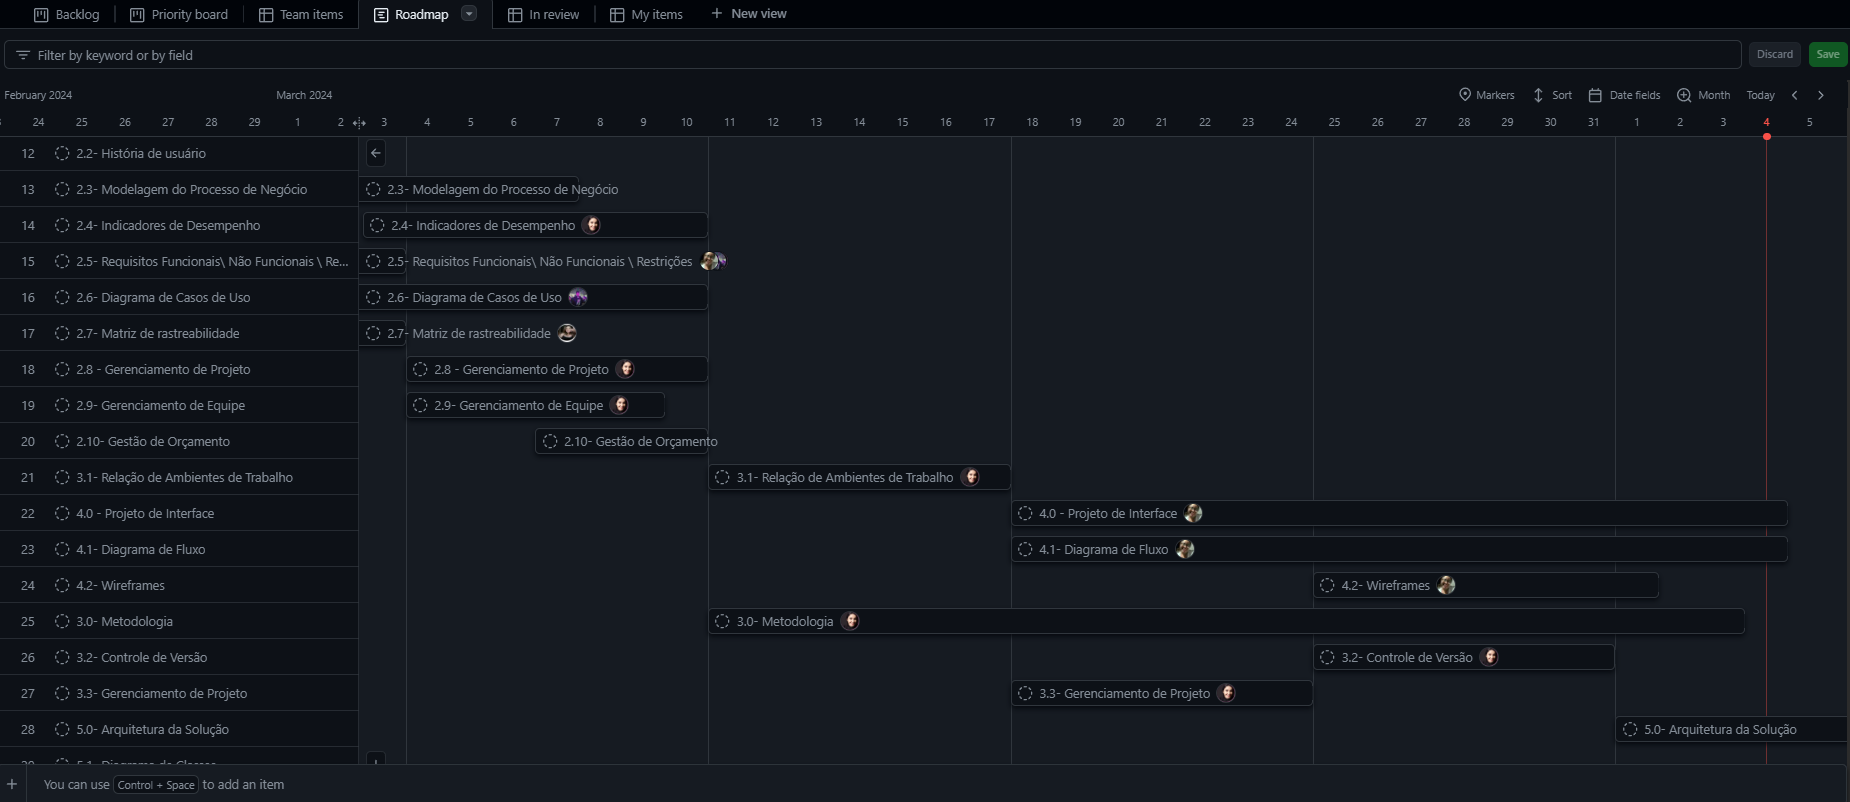 Backlog Priority board Team items Roadmap In review My items + New view
Filter by keyword or by field Discard Save
February 2024 March 2024 Markers Sort Date fields Month Today
24 25 26 27 28 29 1 2 3 4 5 6 7 8 9 10 11 12 13 14 15 16 17 18 19 20 21 22 23 24 25 26 27 28 29 30 31 1 2 3 4 5
12 2.2- História de usuário
13 2.3- Modelagem do Processo de Negócio 2.3- Modelagem do Processo de Negócio
14 2.4- Indicadores de Desempenho 2.4- Indicadores de Desempenho
15 2.5- Requisitos Funcionais\ Não Funcionais \ Re... 2.5- Requisitos Funcionais\ Não Funcionais \ Restrições
16 2.6- Diagrama de Casos de Uso 2.6- Diagrama de Casos de Uso
17 2.7- Matriz de rastreabilidade 2.7- Matriz de rastreabilidade
18 2.8 - Gerenciamento de Projeto 2.8 - Gerenciamento de Projeto
19 2.9- Gerenciamento de Equipe 2.9- Gerenciamento de Equipe
20 2.10- Gestão de Orçamento 2.10- Gestão de Orçamento
21 3.1- Relação de Ambientes de Trabalho 3.1- Relação de Ambientes de Trabalho
22 4.0 - Projeto de Interface 4.0 - Projeto de Interface
23 4.1- Diagrama de Fluxo 4.1- Diagrama de Fluxo
24 4.2- Wireframes 4.2- Wireframes
25 3.0- Metodologia 3.0- Metodologia
26 3.2- Controle de Versão 3.2- Controle de Versão
27 3.3- Gerenciamento de Projeto 3.3- Gerenciamento de Projeto
28 5.0- Arquitetura da Solução 5.0- Arquitetura da Solução
29 5.1- Diagrama de Classes
+ You can use Control + Space to add an item